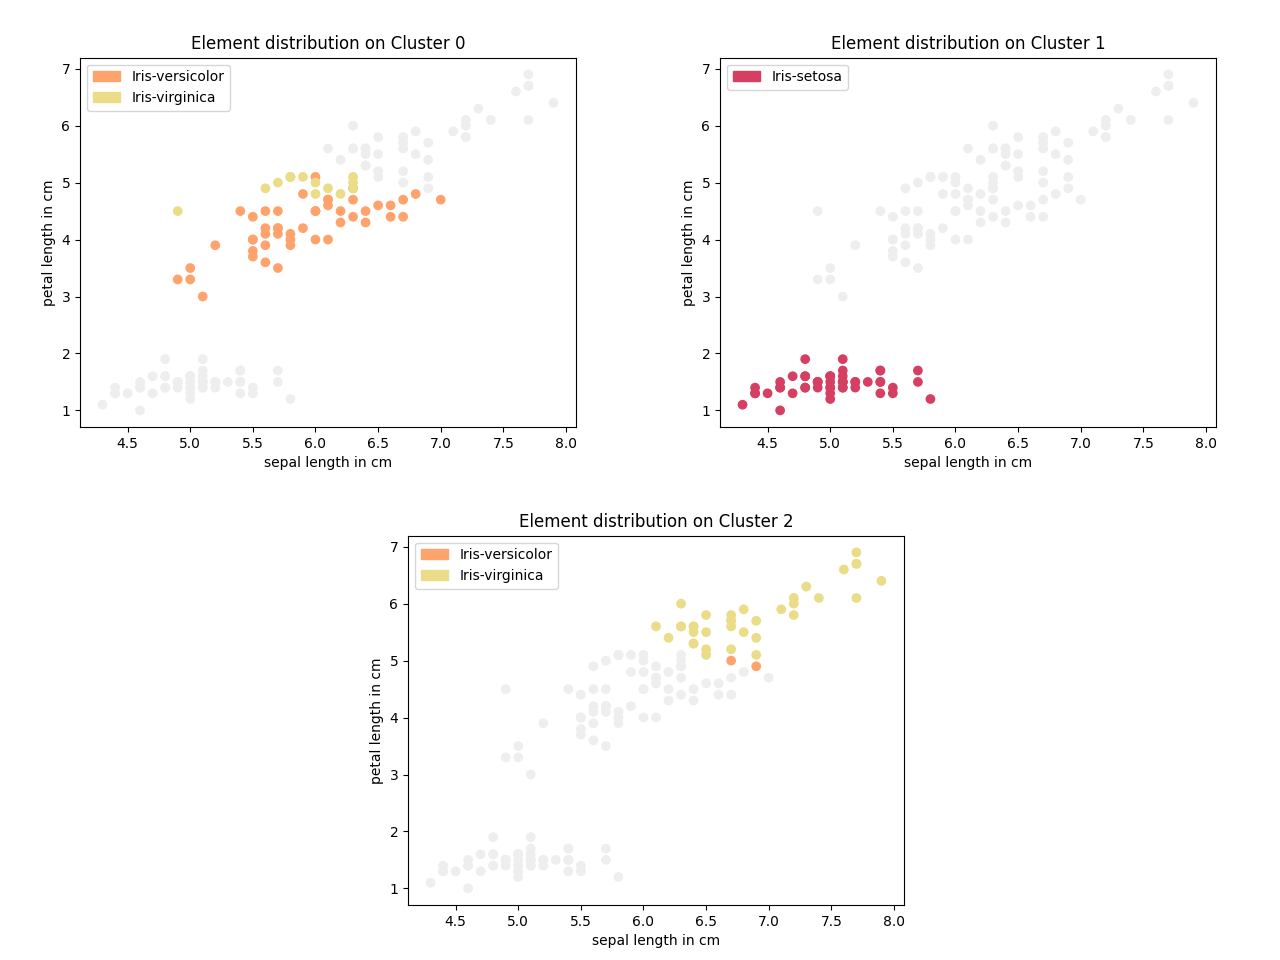 Element distribution on Cluster 0
Iris-versicolor
Iris-virginica
petal length in cm
7
6
5
4
3
2
1
4.5 5.0 5.5 6.0 6.5 7.0 7.5 8.0
sepal length in cm
Element distribution on Cluster 1
Iris-setosa
petal length in cm
7
6
5
4
3
2
1
4.5 5.0 5.5 6.0 6.5 7.0 7.5 8.0
sepal length in cm
Element distribution on Cluster 2
Iris-versicolor
Iris-virginica
petal length in cm
7
6
5
4
3
2
1
4.5 5.0 5.5 6.0 6.5 7.0 7.5 8.0
sepal length in cm